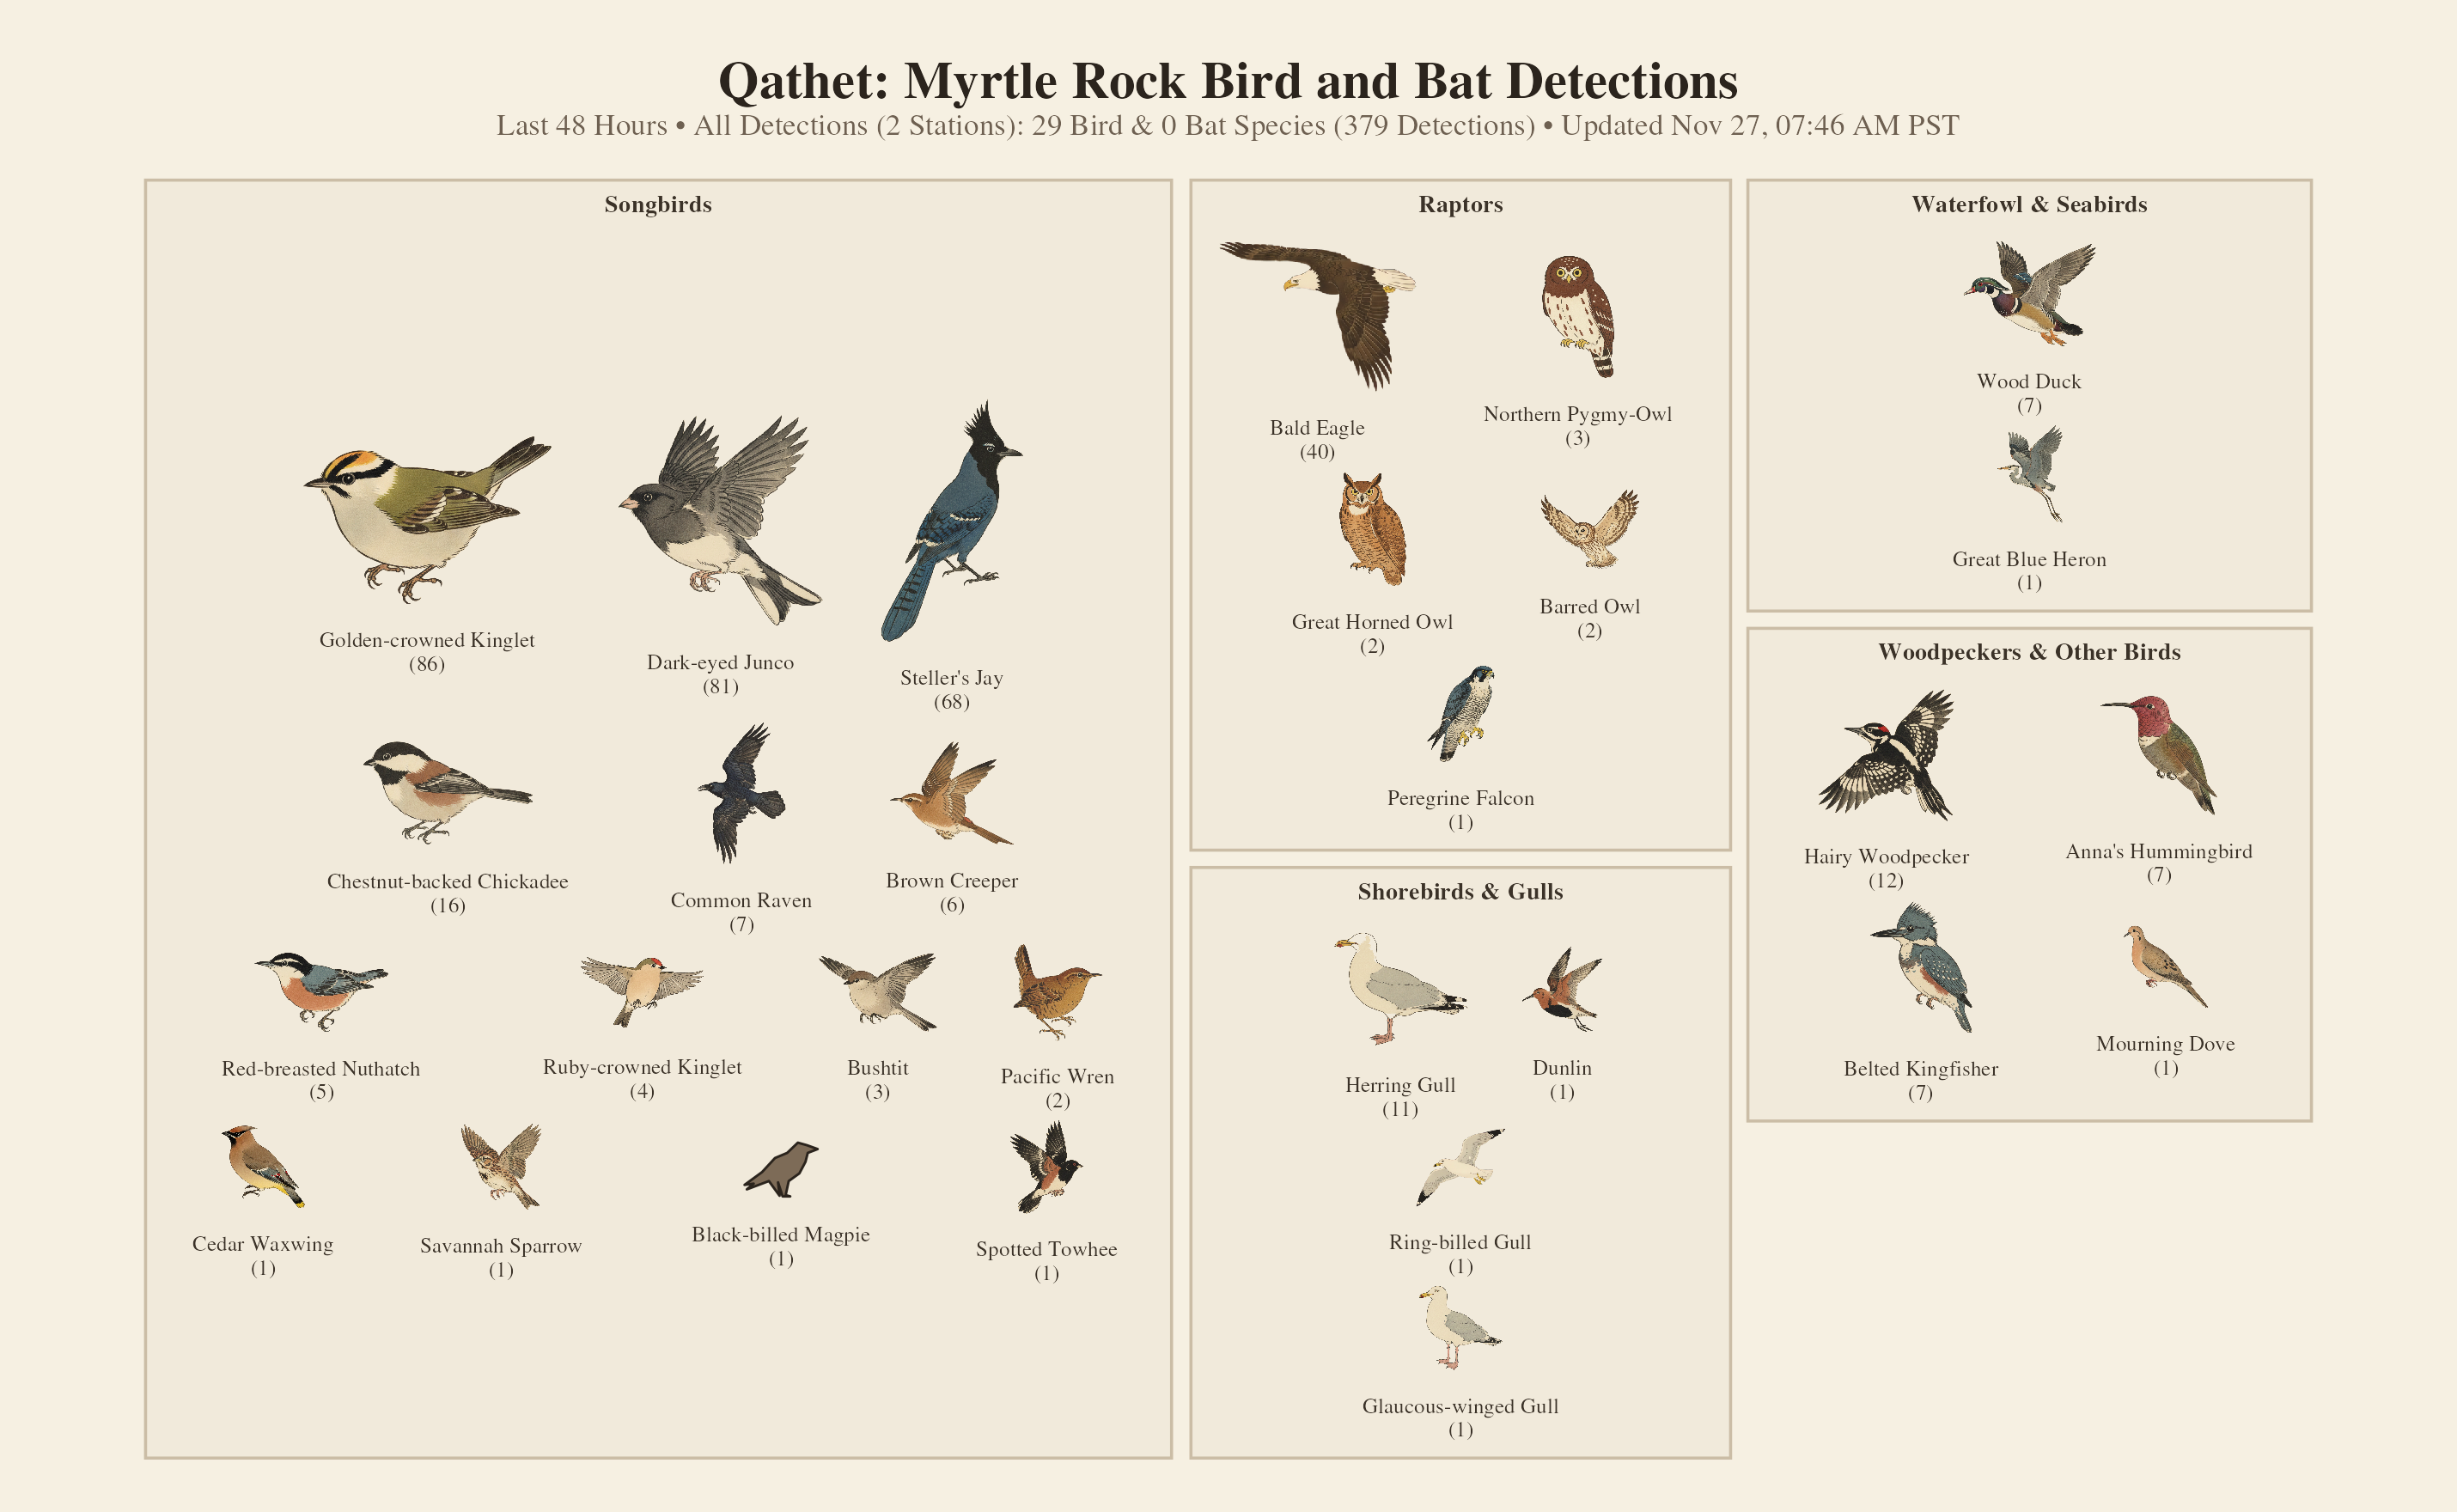 Qathet: Myrtle Rock Bird and Bat Detections
Last 48 Hours • All Detections (2 Stations): 29 Bird & 0 Bat Species (379 Detections) • Updated Nov 27, 07:46 AM PST
Songbirds
Golden-crowned Kinglet
(86)
Dark-eyed Junco
(81)
Steller's Jay
(68)
Chestnut-backed Chickadee
(16)
Common Raven
(7)
Brown Creeper
(6)
Red-breasted Nuthatch
(5)
Ruby-crowned Kinglet
(4)
Bushtit
(3)
Pacific Wren
(2)
Cedar Waxwing
(1)
Savannah Sparrow
(1)
Black-billed Magpie
(1)
Spotted Towhee
(1)
Raptors
Bald Eagle
(40)
Northern Pygmy-Owl
(3)
Great Horned Owl
(2)
Barred Owl
(2)
Peregrine Falcon
(1)
Shorebirds & Gulls
Herring Gull
(11)
Dunlin
(1)
Ring-billed Gull
(1)
Glaucous-winged Gull
(1)
Waterfowl & Seabirds
Wood Duck
(7)
Great Blue Heron
(1)
Woodpeckers & Other Birds
Hairy Woodpecker
(12)
Anna's Hummingbird
(7)
Belted Kingfisher
(7)
Mourning Dove
(1)